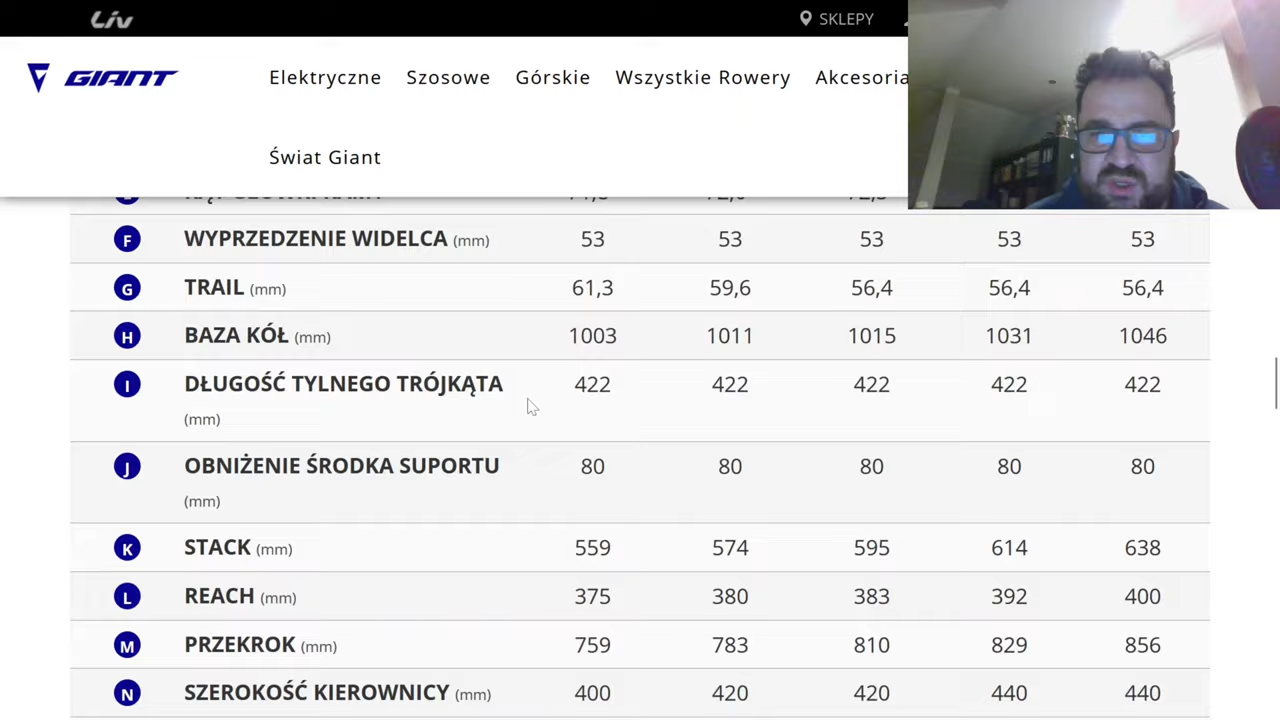 Liv
SKLEPY
GIANT
Elektryczne Szosowe Górskie Wszystkie Rowery Akcesoria
Świat Giant
F WYPRZEDZENIE WIDELCA (mm) 53 53 53 53 53
G TRAIL (mm) 61,3 59,6 56,4 56,4 56,4
H BAZA KÓŁ (mm) 1003 1011 1015 1031 1046
I DŁUGOŚĆ TYLNEGO TRÓJKĄTA 422 422 422 422 422
(mm)
J OBNIŻENIE ŚRODKA SUPORTU 80 80 80 80 80
(mm)
K STACK (mm) 559 574 595 614 638
L REACH (mm) 375 380 383 392 400
M PRZEKROK (mm) 759 783 810 829 856
N SZEROKOŚĆ KIEROWNICY (mm) 400 420 420 440 440